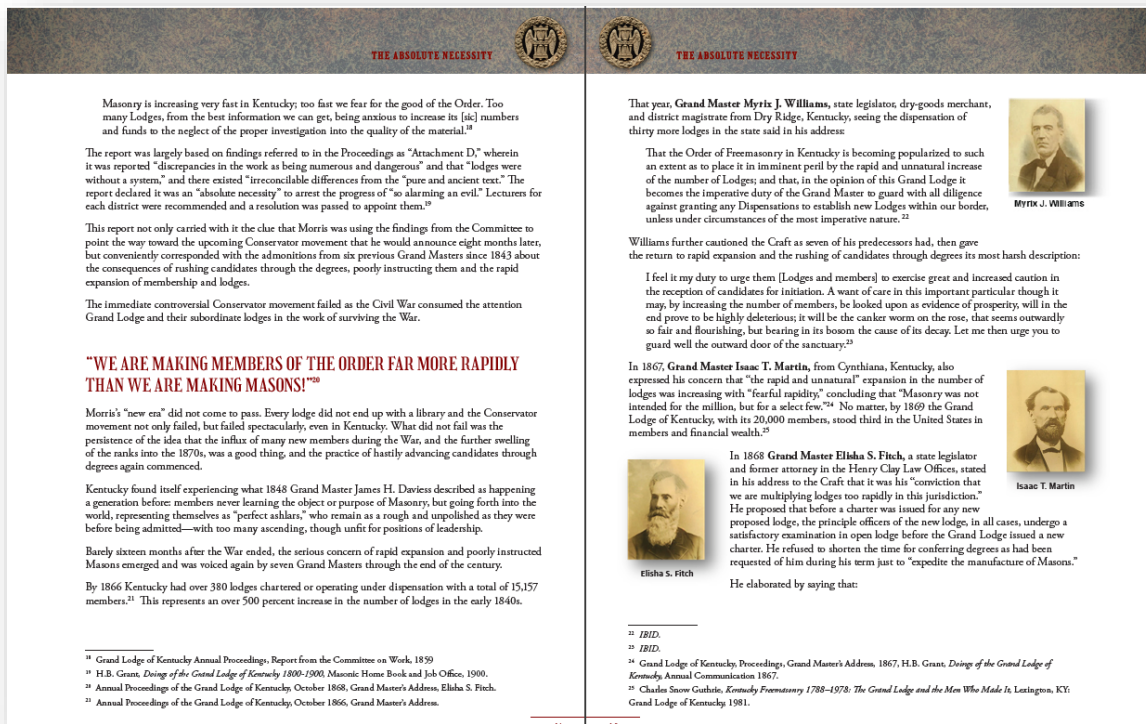 THE ABSOLUTE NECESSITY
Masonry is increasing very fast in Kentucky; too fast we fear for the good of the Order. Too
many Lodges, from the best information we can get, being anxious to increase its [sic] numbers
and funds to the neglect of the proper investigation into the quality of the material.18
The report was largely based on findings referred to in the Proceedings as “Attachment D,” wherein
it was reported “discrepancies in the work as being numerous and dangerous” and that “lodges were
without a system,” and there existed “irreconcilable differences from the “pure and ancient text.” The
report declared it was an “absolute necessity” to arrest the progress of “so alarming an evil.” Lecturers for
each district were recommended and a resolution was passed to appoint them.19
This report not only carried with it the clue that Morris was using the findings from the Committee to
point the way toward the upcoming Conservator movement that he would announce eight months later,
but conveniently corresponded with the admonitions from six previous Grand Masters since 1843 about
the consequences of rushing candidates through the degrees, poorly instructing them and the rapid
expansion of membership and lodges.
The immediate controversial Conservator movement failed as the Civil War consumed the attention
Grand Lodge and their subordinate lodges in the work of surviving the War.
“WE ARE MAKING MEMBERS OF THE ORDER FAR MORE RAPIDLY
THAN WE ARE MAKING MASONS!”20
Morris’s “new era” did not come to pass. Every lodge did not end up with a library and the Conservator
movement not only failed, but failed spectacularly, even in Kentucky. What did not fail was the
persistence of the idea that the influx of many new members during the War, and the further swelling
of the ranks into the 1870s, was a good thing, and the practice of hastily advancing candidates through
degrees again commenced.
Kentucky found itself experiencing what 1848 Grand Master James H. Daviess described as happening
a generation before: members never learning the object or purpose of Masonry, but going forth into the
world, representing themselves as “perfect ashlars,” who remain as a rough and unpolished as they were
before being admitted—with too many ascending, though unfit for positions of leadership.
Barely sixteen months after the War ended, the serious concern of rapid expansion and poorly instructed
Masons emerged and was voiced again by seven Grand Masters through the end of the century.
By 1866 Kentucky had over 380 lodges chartered or operating under dispensation with a total of 15,157
members.21 This represents an over 500 percent increase in the number of lodges in the early 1840s.
18 Grand Lodge of Kentucky Annual Proceedings, Report from the Committee on Work, 1859
19 H.B. Grant, Doings of the Grand Lodge of Kentucky 1800-1900, Masonic Home Book and Job Office, 1900.
20 Annual Proceedings of the Grand Lodge of Kentucky, October 1868, Grand Master’s Address, Elisha S. Fitch.
21 Annual Proceedings of the Grand Lodge of Kentucky, October 1866, Grand Master’s Address.
THE ABSOLUTE NECESSITY
That year, Grand Master Myrix J. Williams, state legislator, dry-goods merchant,
and district magistrate from Dry Ridge, Kentucky, seeing the dispensation of
thirty more lodges in the state said in his address:
That the Order of Freemasonry in Kentucky is becoming popularized to such
an extent as to place it in imminent peril by the rapid and unnatural increase
of the number of Lodges; and that, in the opinion of this Grand Lodge it
becomes the imperative duty of the Grand Master to guard with all diligence
against granting any Dispensations to establish new Lodges within our border,
unless under circumstances of the most imperative nature. 22
Myrix J. Williams
Williams further cautioned the Craft as seven of his predecessors had, then gave
the return to rapid expansion and the rushing of candidates through degrees its most harsh description:
I feel it my duty to urge them [Lodges and members] to exercise great and increased caution in
the reception of candidates for initiation. A want of care in this important particular though it
may, by increasing the number of members, be looked upon as evidence of prosperity, will in the
end prove to be highly deleterious; it will be the canker worm on the rose, that seems outwardly
so fair and flourishing, but bearing in its bosom the cause of its decay. Let me then urge you to
guard well the outward door of the sanctuary.23
In 1867, Grand Master Isaac T. Martin, from Cynthiana, Kentucky, also
expressed his concern that “the rapid and unnatural” expansion in the number of
lodges was increasing with “fearful rapidity,” concluding that “Masonry was not
intended for the million, but for a select few.”24 No matter, by 1869 the Grand
Lodge of Kentucky, with its 20,000 members, stood third in the United States in
members and financial wealth.25
Isaac T. Martin
In 1868 Grand Master Elisha S. Fitch, a state legislator
and former attorney in the Henry Clay Law Offices, stated
in his address to the Craft that it was his “conviction that
we are multiplying lodges too rapidly in this jurisdiction.”
He proposed that before a charter was issued for any new
proposed lodge, the principle officers of the new lodge, in all cases, undergo a
satisfactory examination in open lodge before the Grand Lodge issued a new
charter. He refused to shorten the time for conferring degrees as had been
requested of him during his term just to “expedite the manufacture of Masons.”
Elisha S. Fitch
He elaborated by saying that:
22 IBID.
23 IBID.
24 Grand Lodge of Kentucky, Proceedings, Grand Master’s Address, 1867, H.B. Grant, Doings of the Grand Lodge of
Kentucky, Annual Communication 1867.
25 Charles Snow Guthrie, Kentucky Freemasonry 1788–1978: The Grand Lodge and the Men Who Made It, Lexington, KY:
Grand Lodge of Kentucky, 1981.